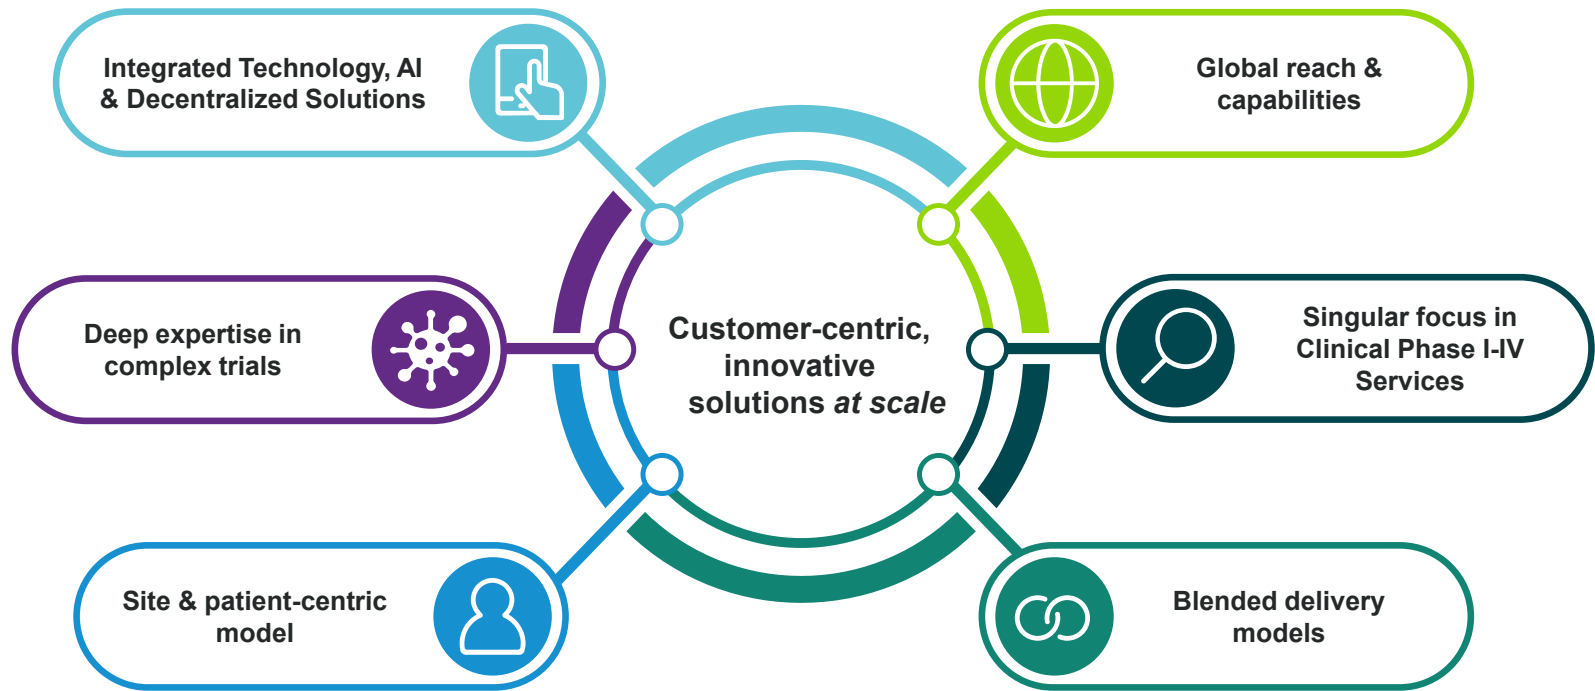 Integrated Technology, AI
& Decentralized Solutions
Global reach &
capabilities
Deep expertise in
complex trials
Customer-centric,
innovative
solutions at scale
Singular focus in
Clinical Phase I-IV
Services
Site & patient-centric
model
Blended delivery
models